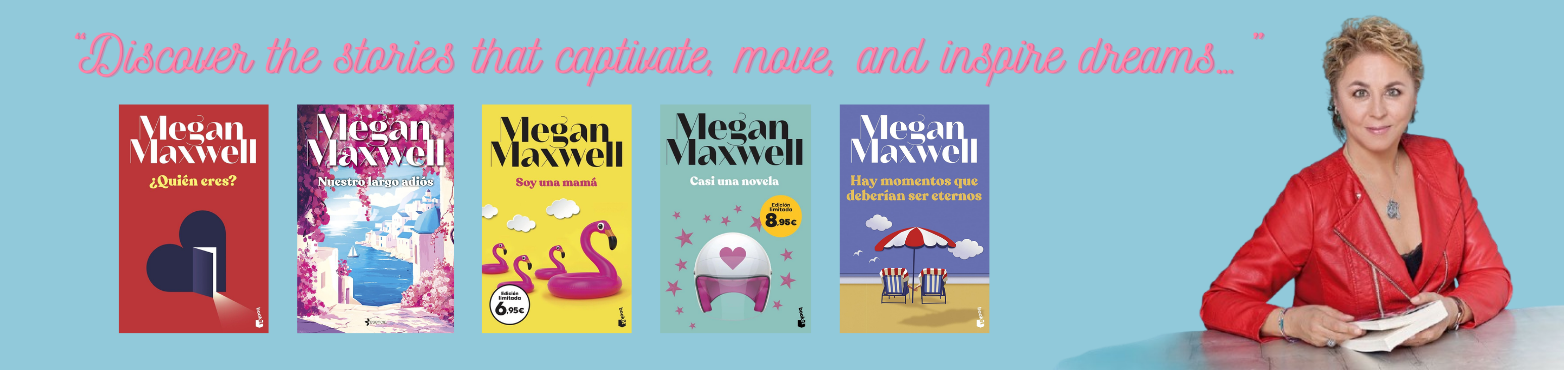 “Discover the stories that captivate, move, and inspire dreams... ”
Megan
Maxwell
¿Quién eres?
Megan
Maxwell
Nuestro largo adiós
Megan
Maxwell
Soy una mamá
Edición
limitada
6,95€
Megan
Maxwell
Casi una novela
Edición
limitada
8,95€
Megan
Maxwell
Hay momentos que
deberían ser eternos